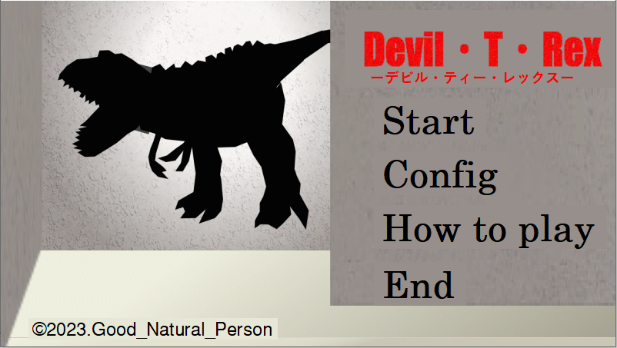 Devil・T・Rex
ーデビル・ティー・レックスー
Start
Config
How to play
End
©2023.Good_Natural_Person